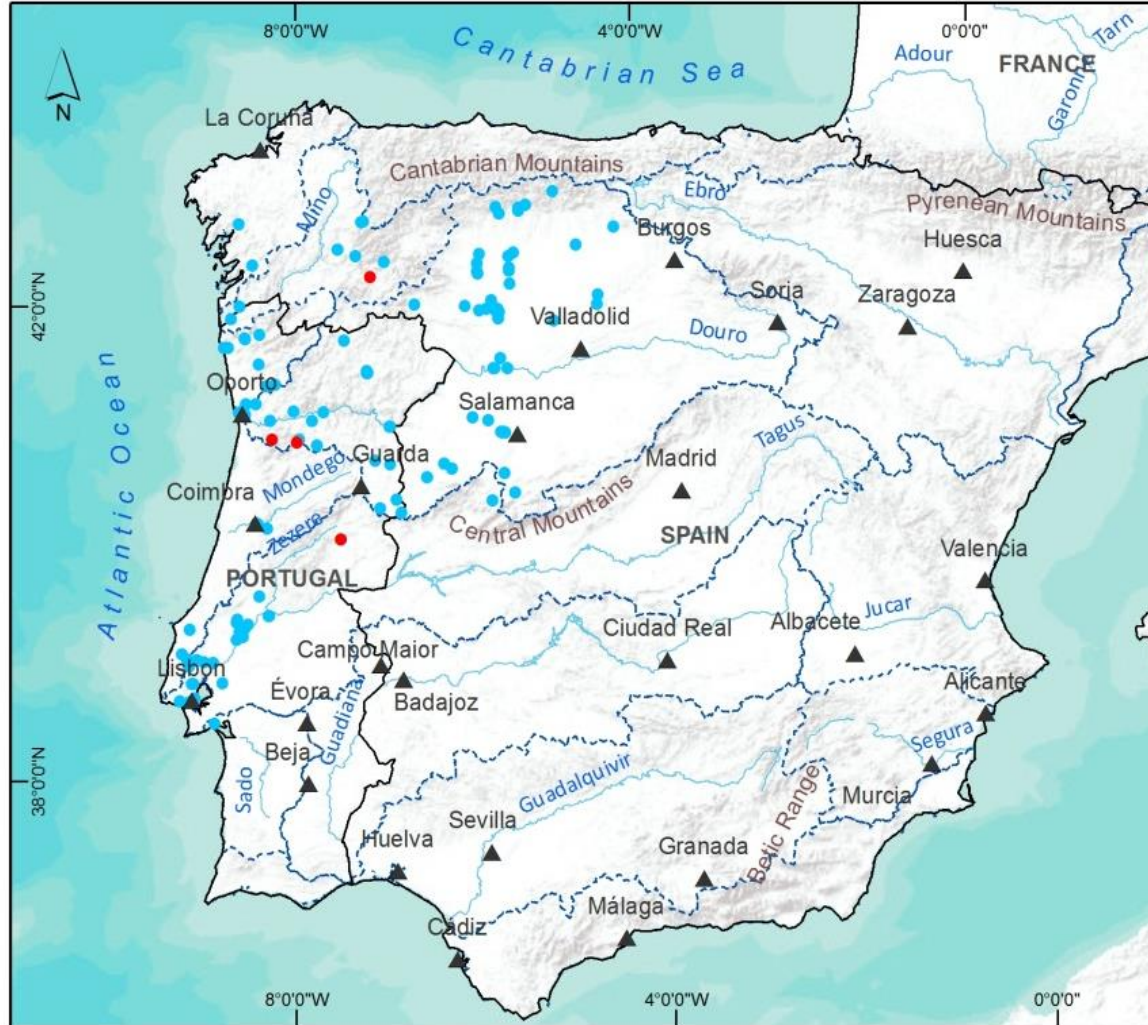 8°0'0"W 4°0'0"W 0°0'0"
Cantabrian Sea
Adour
Tarn
FRANCE
Garonne
N
La Coruña
Cantabrian Mountains
Miño
Ebro
Pyrenean Mountains
Burgos
Huesca
42°0'0"N
Soria
Zaragoza
Valladolid
Douro
Atlantic Ocean
Oporto
Salamanca
Tagus
Guarda
Madrid
Mondego
Coimbra
Zezere
Central Mountains
SPAIN
Valencia
PORTUGAL
Jucar
Ciudad Real
Albacete
Campo Maior
Lisbon
Évora
Badajoz
Alicante
Guadiana
Segura
Beja
38°0'0"N
Sado
Guadalquivir
Murcia
Betic Range
Sevilla
Huelva
Granada
Málaga
Cádiz
8°0'0"W 4°0'0"W 0°0'0"